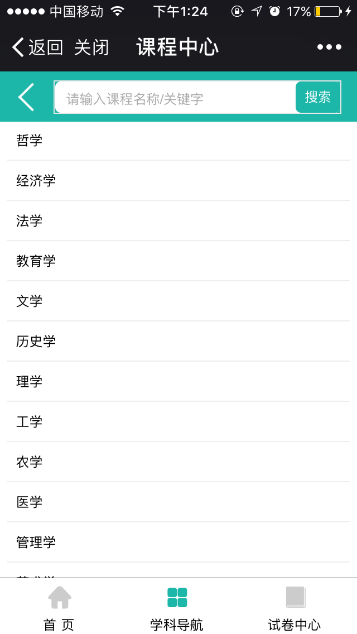 中国移动 下午1:24 17%
返回 关闭 课程中心
请输入课程名称/关键字 搜索
哲学
经济学
法学
教育学
文学
历史学
理学
工学
农学
医学
管理学
首页 学科导航 试卷中心